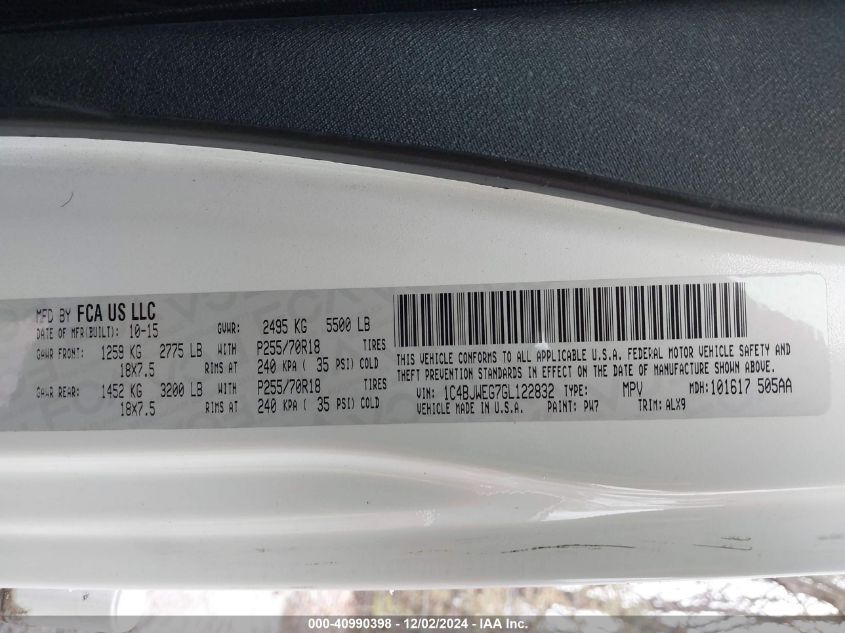 MFD BY FCA US LLC
DATE OF MFR(BUILT): 10-15 GVWR: 2495 KG 5500 LB
GAWR FRONT: 1259 KG 2775 LB WITH P255/70R18 TIRES
18X7.5 RIMS AT 240 KPA ( 35 PSI) COLD
GAWR REAR: 1452 KG 3200 LB WITH P255/70R18 TIRES
18X7.5 RIMS AT 240 KPA ( 35 PSI) COLD
THIS VEHICLE CONFORMS TO ALL APPLICABLE U.S.A. FEDERAL MOTOR VEHICLE SAFETY AND
THEFT PREVENTION STANDARDS IN EFFECT ON THE DATE OF MANUFACTURE SHOWN ABOVE.
VIN: 1C4BJWEG7GL122832 TYPE: MPV MDH: 101617 505AA
VEHICLE MADE IN U.S.A. PAINT: PW7 TRIM: ALX9
000-40990398 - 12/02/2024 - IAA Inc.